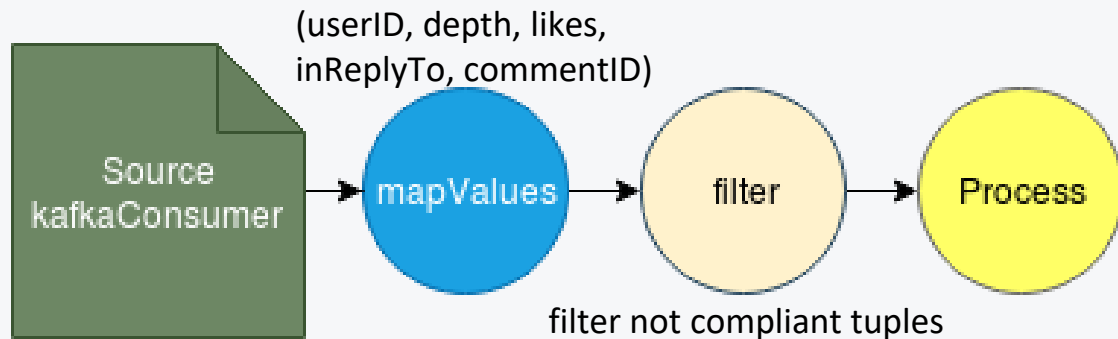 (userID, depth, likes,
inReplyTo, commentID)
Source
kafkaConsumer
mapValues
filter
Process
filter not compliant tuples